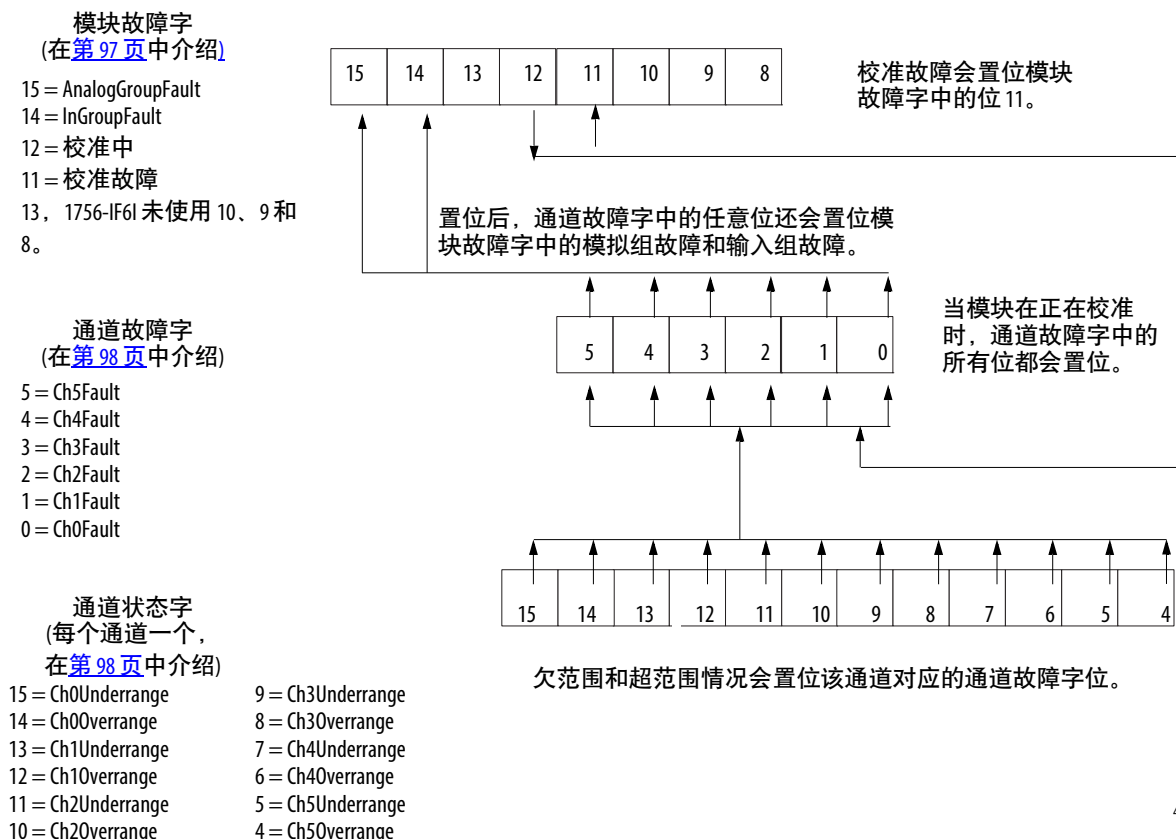 模块故障字
(在第 97 页中介绍)
15 = AnalogGroupFault
14 = InGroupFault
12 = 校准中
11 = 校准故障
13，1756-IF6I 未使用 10、9 和
8。
15 14 13 12 11 10 9 8
校准故障会置位模块
故障字中的位 11。
置位后，通道故障字中的任意位还会置位模
块故障字中的模拟组故障和输入组故障。
通道故障字
(在第 98 页中介绍)
5 = Ch5Fault
4 = Ch4Fault
3 = Ch3Fault
2 = Ch2Fault
1 = Ch1Fault
0 = Ch0Fault
5 4 3 2 1 0
当模块在正在校准
时，通道故障字中的
所有位都会置位。
通道状态字
(每个通道一个，
在第 98 页中介绍)
15 = Ch0Underrange
14 = Ch0Overrange
13 = Ch1Underrange
12 = Ch1Overrange
11 = Ch2Underrange
10 = Ch2Overrange
9 = Ch3Underrange
8 = Ch3Overrange
7 = Ch4Underrange
6 = Ch4Overrange
5 = Ch5Underrange
4 = Ch5Overrange
15 14 13 12 11 10 9 8 7 6 5 4
欠范围和超范围情况会置位该通道对应的通道故障字位。